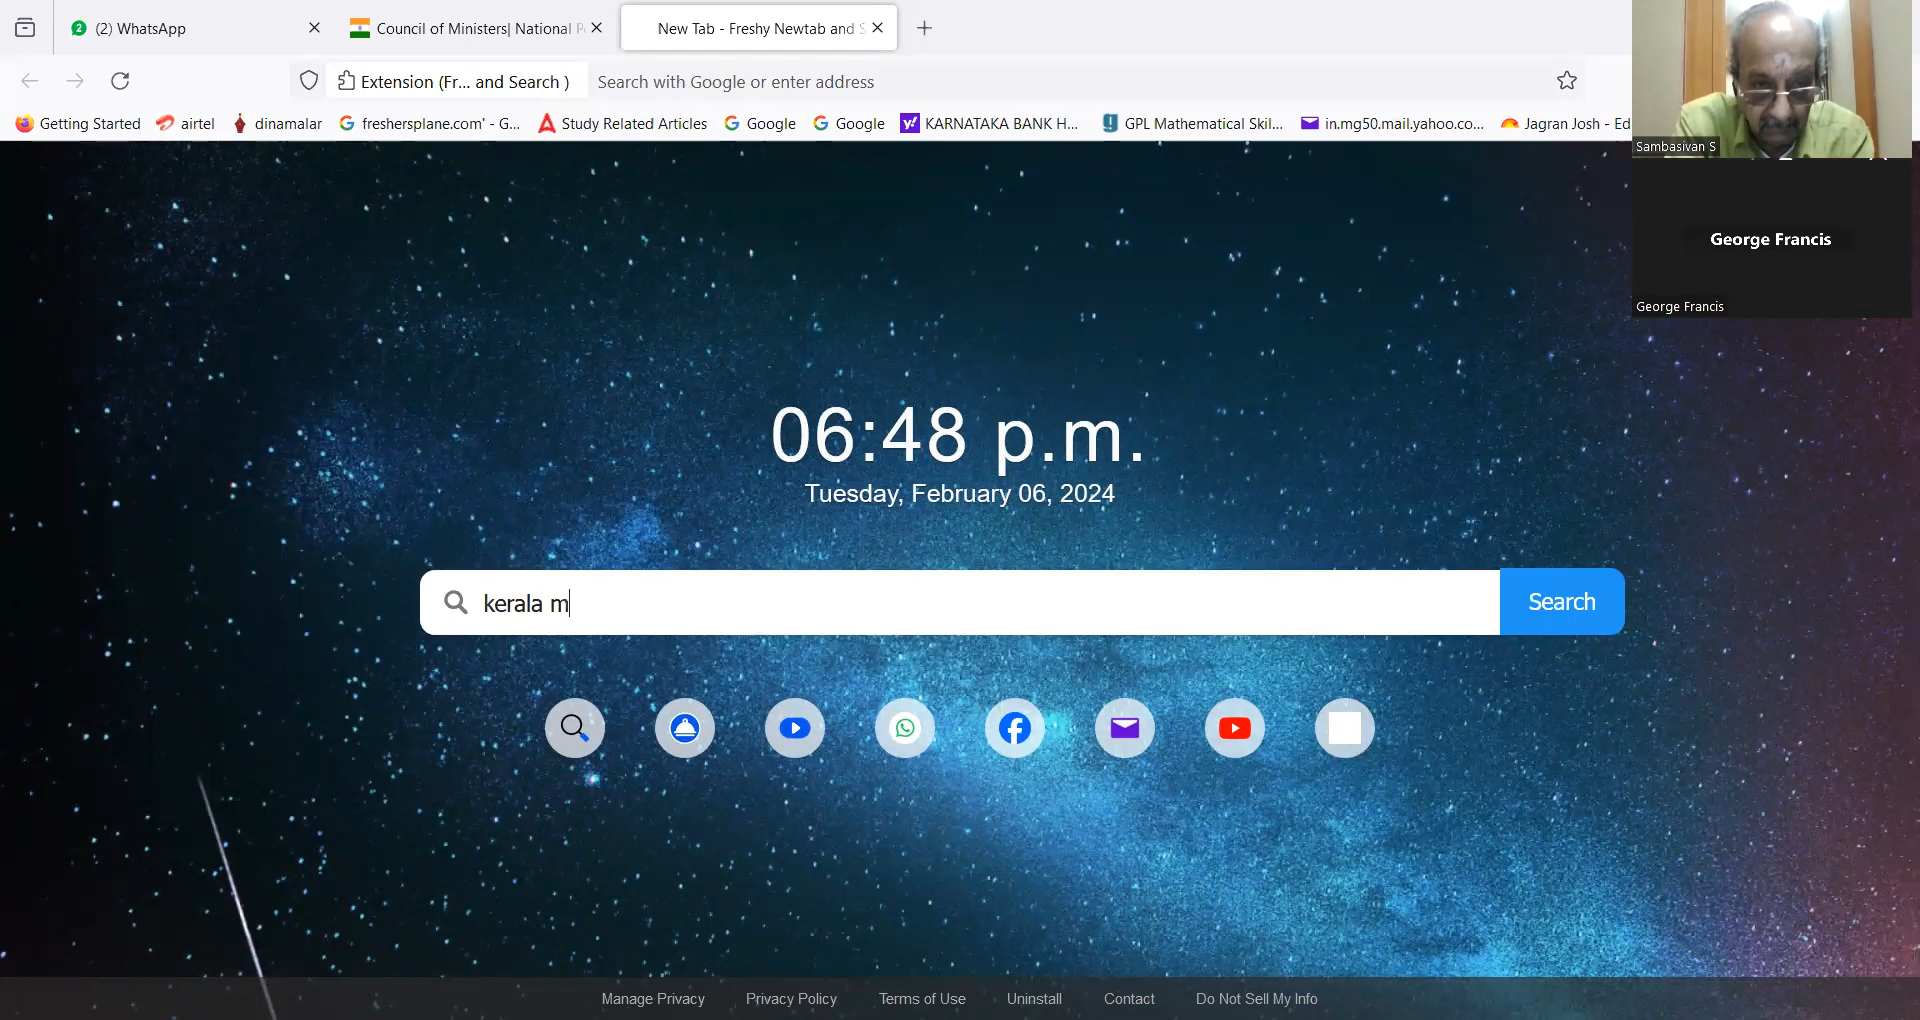 2 (2) WhatsApp
Council of Ministers| National P
New Tab - Freshy Newtab and S
Extension (Fr... and Search )
Search with Google or enter address
Getting Started
airtel
dinamalar
freshersplane.com' - G...
Study Related Articles
Google
Google
KARNATAKA BANK H...
GPL Mathematical Skil...
in.mg50.mail.yahoo.co...
Jagran Josh - Ed
Sambasivan S
George Francis
George Francis
06:48 p.m.
Tuesday, February 06, 2024
kerala m
Search
Manage Privacy
Privacy Policy
Terms of Use
Uninstall
Contact
Do Not Sell My Info